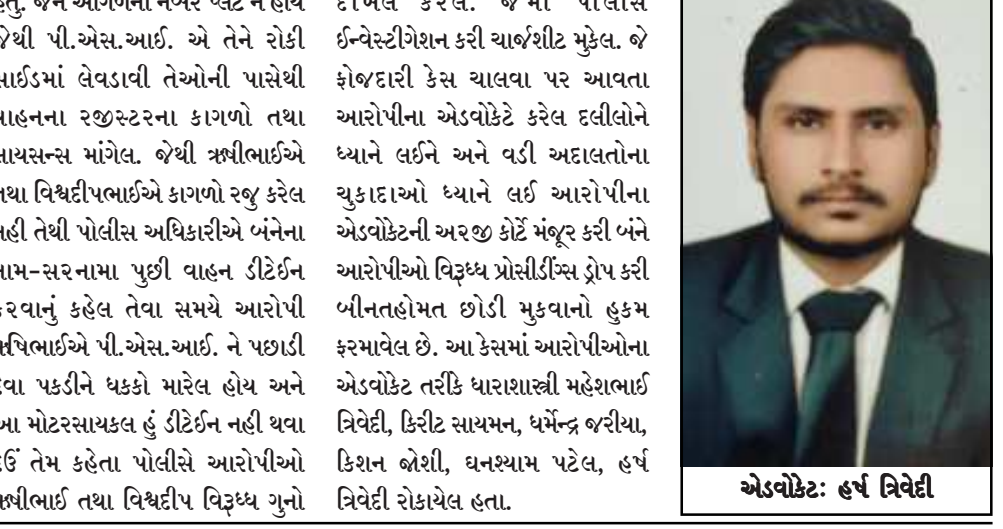 હતું. જેને આગળની નંબર પ્લેટ ન હોય
જેથી પી.એસ.આઈ. એ તેને રોકી
સાઈડમાં લેવડાવી તેઓની પાસેથી
વાહનના રજીસ્ટરના કાગળો તથા
લાયસન્સ માંગેલ. જેથી ઋષીભાઈએ
તથા વિશ્વદીપભાઈએ કાગળો રજુ કરેલ
નહી તેથી પોલીસ અધિકારીએ બંનેના
નામ-સરનામા પુછી વાહન ડીટેઈન
કરવાનું કહેલ તેવા સમયે આરોપી
ઋષિભાઈએ પી.એસ.આઈ. ને પછાડી
દેવા પકડીને ધકકો મારેલ હોય અને
આ મોટરસાયકલ હું ડીટેઈન નહી થવા
દઉં તેમ કહેતા પોલીસે આરોપીઓ
ઋષીભાઈ તથા વિશ્વદીપ વિરૂધ્ધ ગુનો
દાખલ કરેલ. જેમાં પોલીસ
ઈન્વેસ્ટીગેશન કરી ચાર્જશીટ મુકેલ. જે
ફોજદારી કેસ ચાલવા પર આવતા
આરોપીના એડવોકેટે કરેલ દલીલોને
ધ્યાને લઈને અને વડી અદાલતોના
ચુકાદાઓ ધ્યાને લઈ આરોપીના
એડવોકેટની અરજી કોર્ટે મંજૂર કરી બંને
આરોપીઓ વિરૂધ્ધ પ્રોસીડીંગ્સ ડ્રોપ કરી
બીનતહોમત છોડી મુકવાનો હુકમ
ફરમાવેલ છે. આ કેસમાં આરોપીઓના
એડવોકેટ તરીકે ધારાશાસ્ત્રી મહેશભાઈ
ત્રિવેદી, કિરીટ સાયમન, ધર્મેન્દ્ર જરીયા,
કિશન જોશી, ઘનશ્યામ પટેલ, હર્ષ
ત્રિવેદી રોકાયેલ હતા.
એડવોકેટઃ હર્ષ ત્રિવેદી